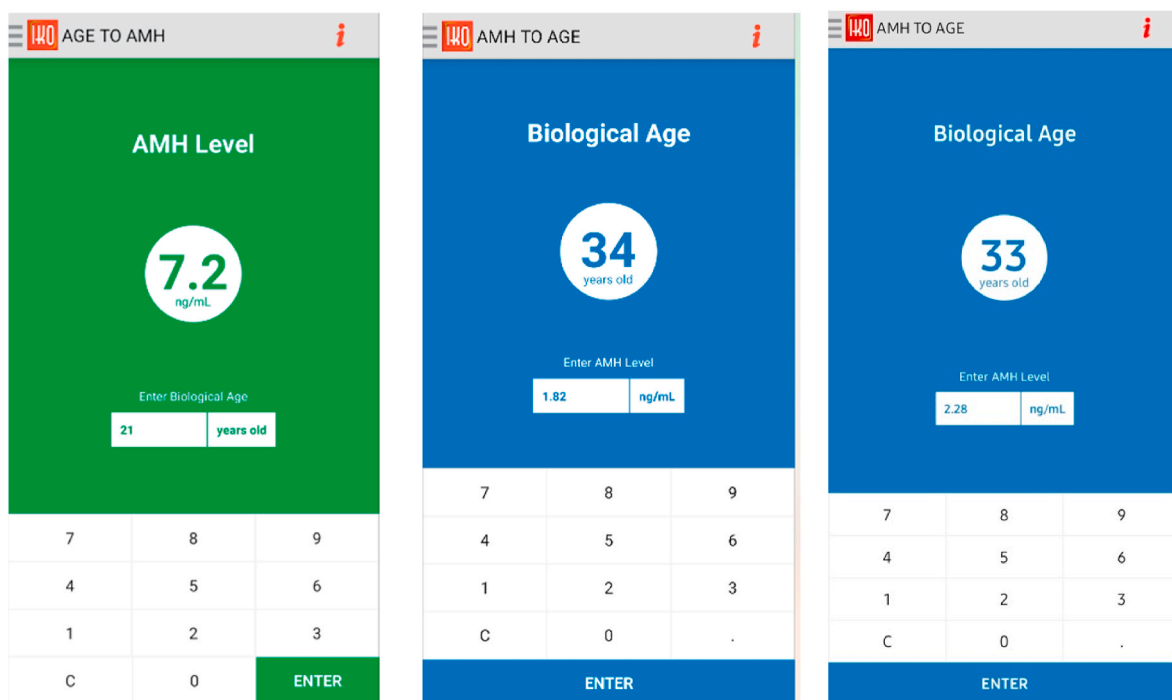 IKO AGE TO AMH i
AMH Level
7.2
ng/mL
Enter Biological Age
21 years old
7 8 9
4 5 6
1 2 3
C 0 ENTER
IKO AMH TO AGE i
Biological Age
34
years old
Enter AMH Level
1.82 ng/mL
7 8 9
4 5 6
1 2 3
C 0 .
ENTER
IKO AMH TO AGE i
Biological Age
33
years old
Enter AMH Level
2.28 ng/mL
7 8 9
4 5 6
1 2 3
C 0 .
ENTER